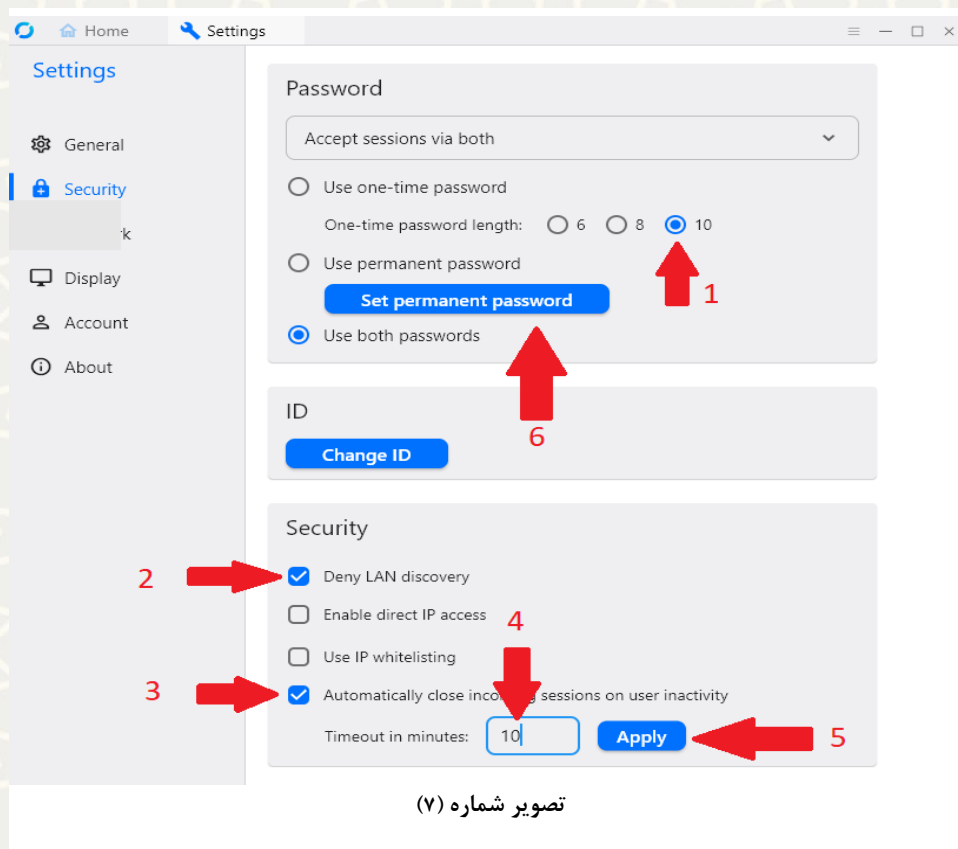 Home
Settings
Settings
General
Security
k
Display
Account
About
Password
Accept sessions via both
Use one-time password
One-time password length: 6 8 10
1
Use permanent password
Set permanent password
Use both passwords
6
ID
Change ID
Security
2
Deny LAN discovery
Enable direct IP access
4
Use IP whitelisting
3
Automatically close incoming sessions on user inactivity
Timeout in minutes: 10 Apply
5
تصویر شماره (۷)